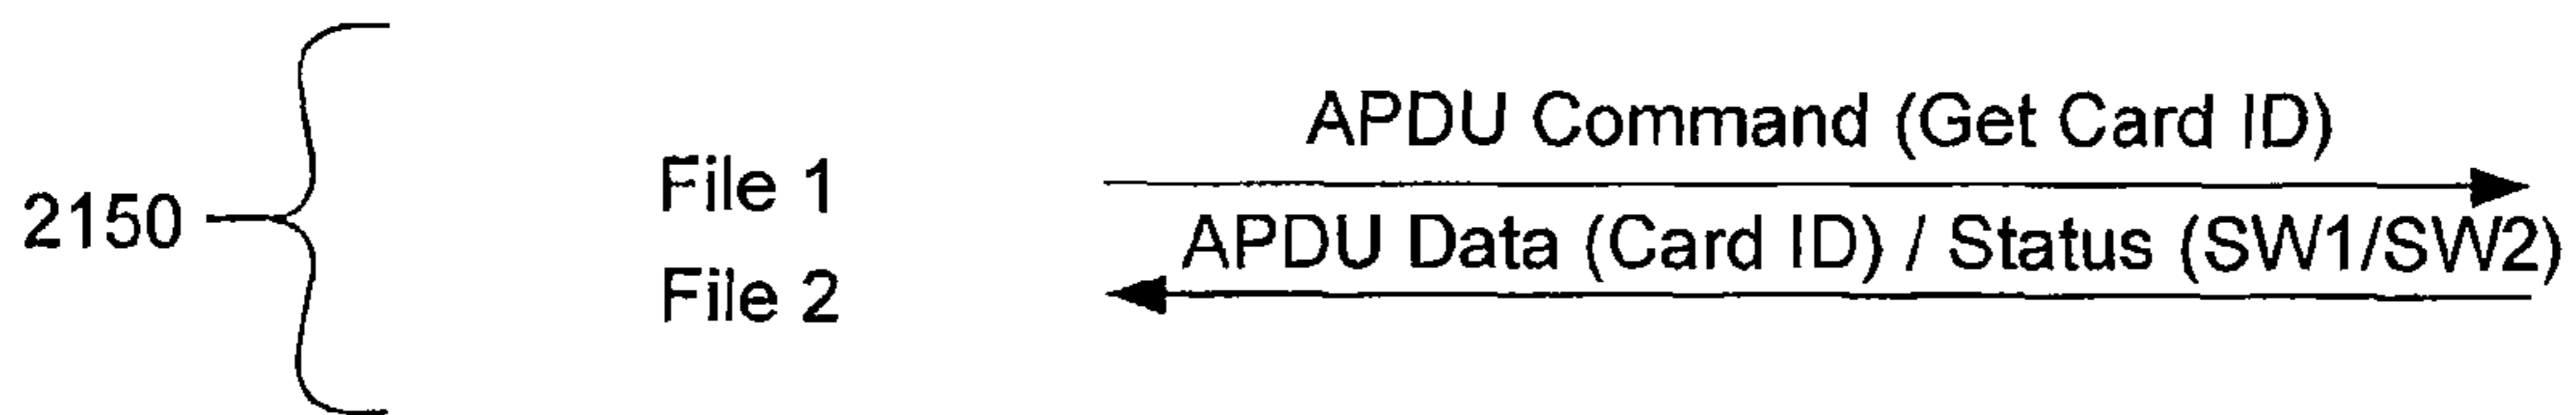 APDU Command (Get Card ID)
File 1
2150
APDU Data (Card ID) / Status (SW1/SW2)
File 2